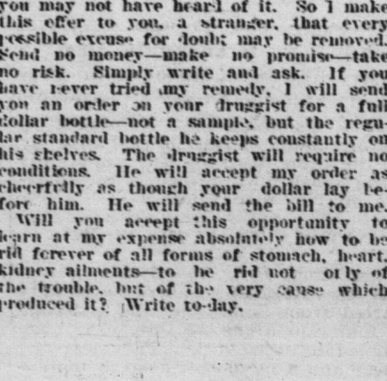 you may not have heard of it. So I make
this offer to you, a stranger, that every
possible excuse for doubt may be removed.
Send no money—make no promise—take
no risk. Simply write and ask. If you
have never tried my remedy, I will send
you an order on your druggist for a full
dollar bottle—not a sample, but the regu-
lar standard bottle he keeps constantly on
his shelves. The druggist will require no
conditions. He will accept my order as
cheerfully as though your dollar lay be-
fore him. He will send the bill to me.
Will you accept this opportunity to
learn at my expense absolutely how to be
rid forever of all forms of stomach, heart,
kidney ailments—to be rid not only of
the trouble, but of the very cause which
produced it? Write to-day.